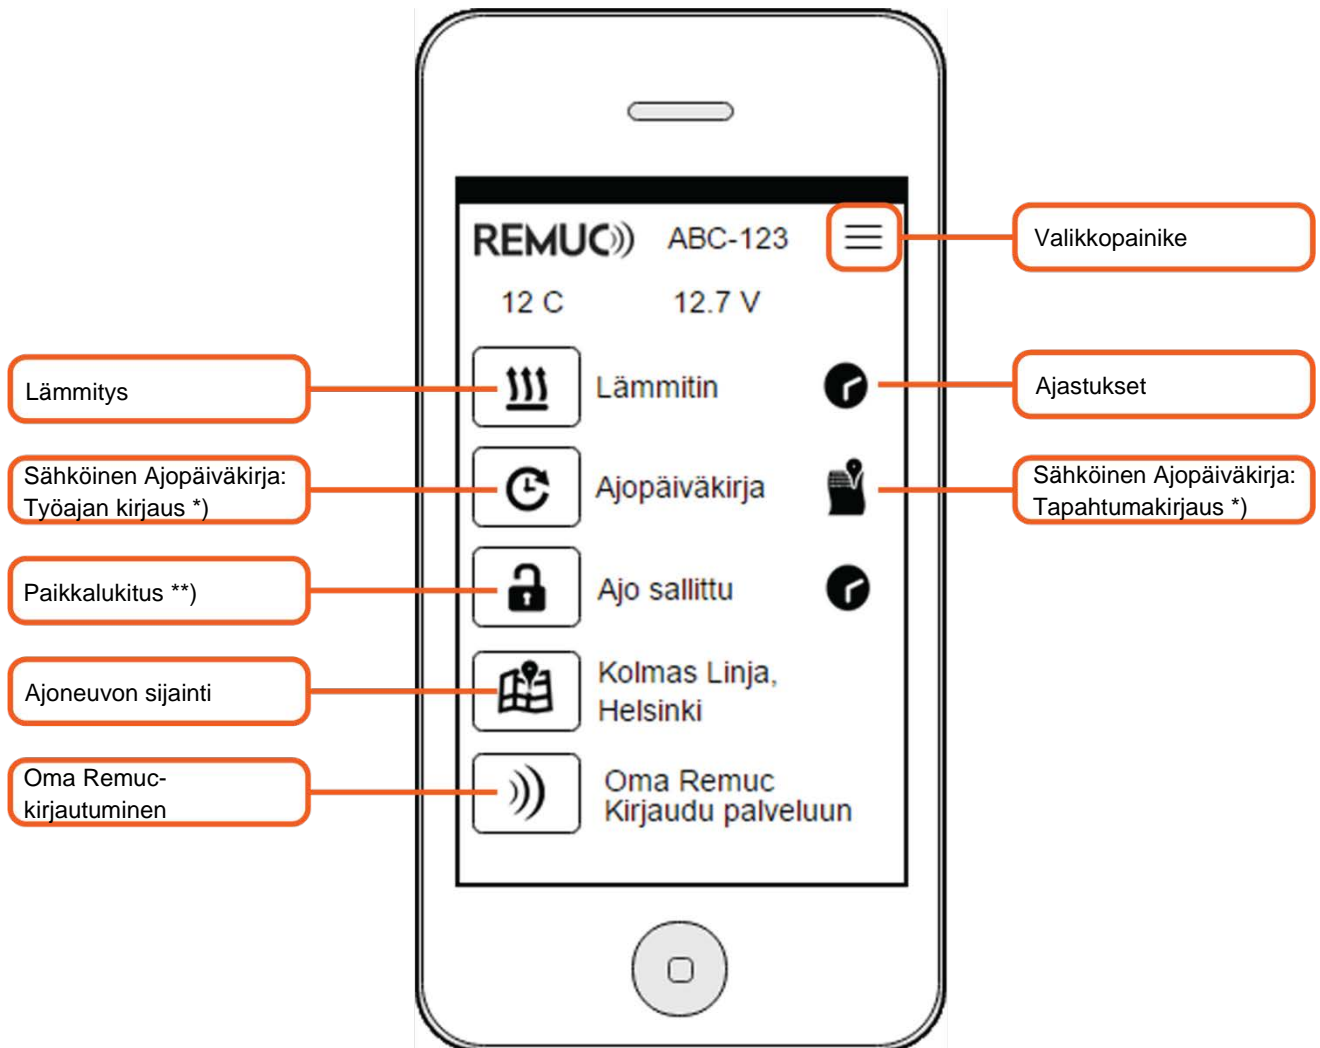 REMUC ABC-123
Valikkopainike
12 C 12.7 V
Lämmitys
Lämmitin
Ajastukset
Sähköinen Ajopäiväkirja:
Työajan kirjaus *)
Ajopäiväkirja
Sähköinen Ajopäiväkirja:
Tapahtumakirjaus *)
Paikkalukitus **)
Ajo sallittu
Ajoneuvon sijainti
Kolmas Linja,
Helsinki
Oma Remuc-
kirjautuminen
Oma Remuc
Kirjaudu palveluun